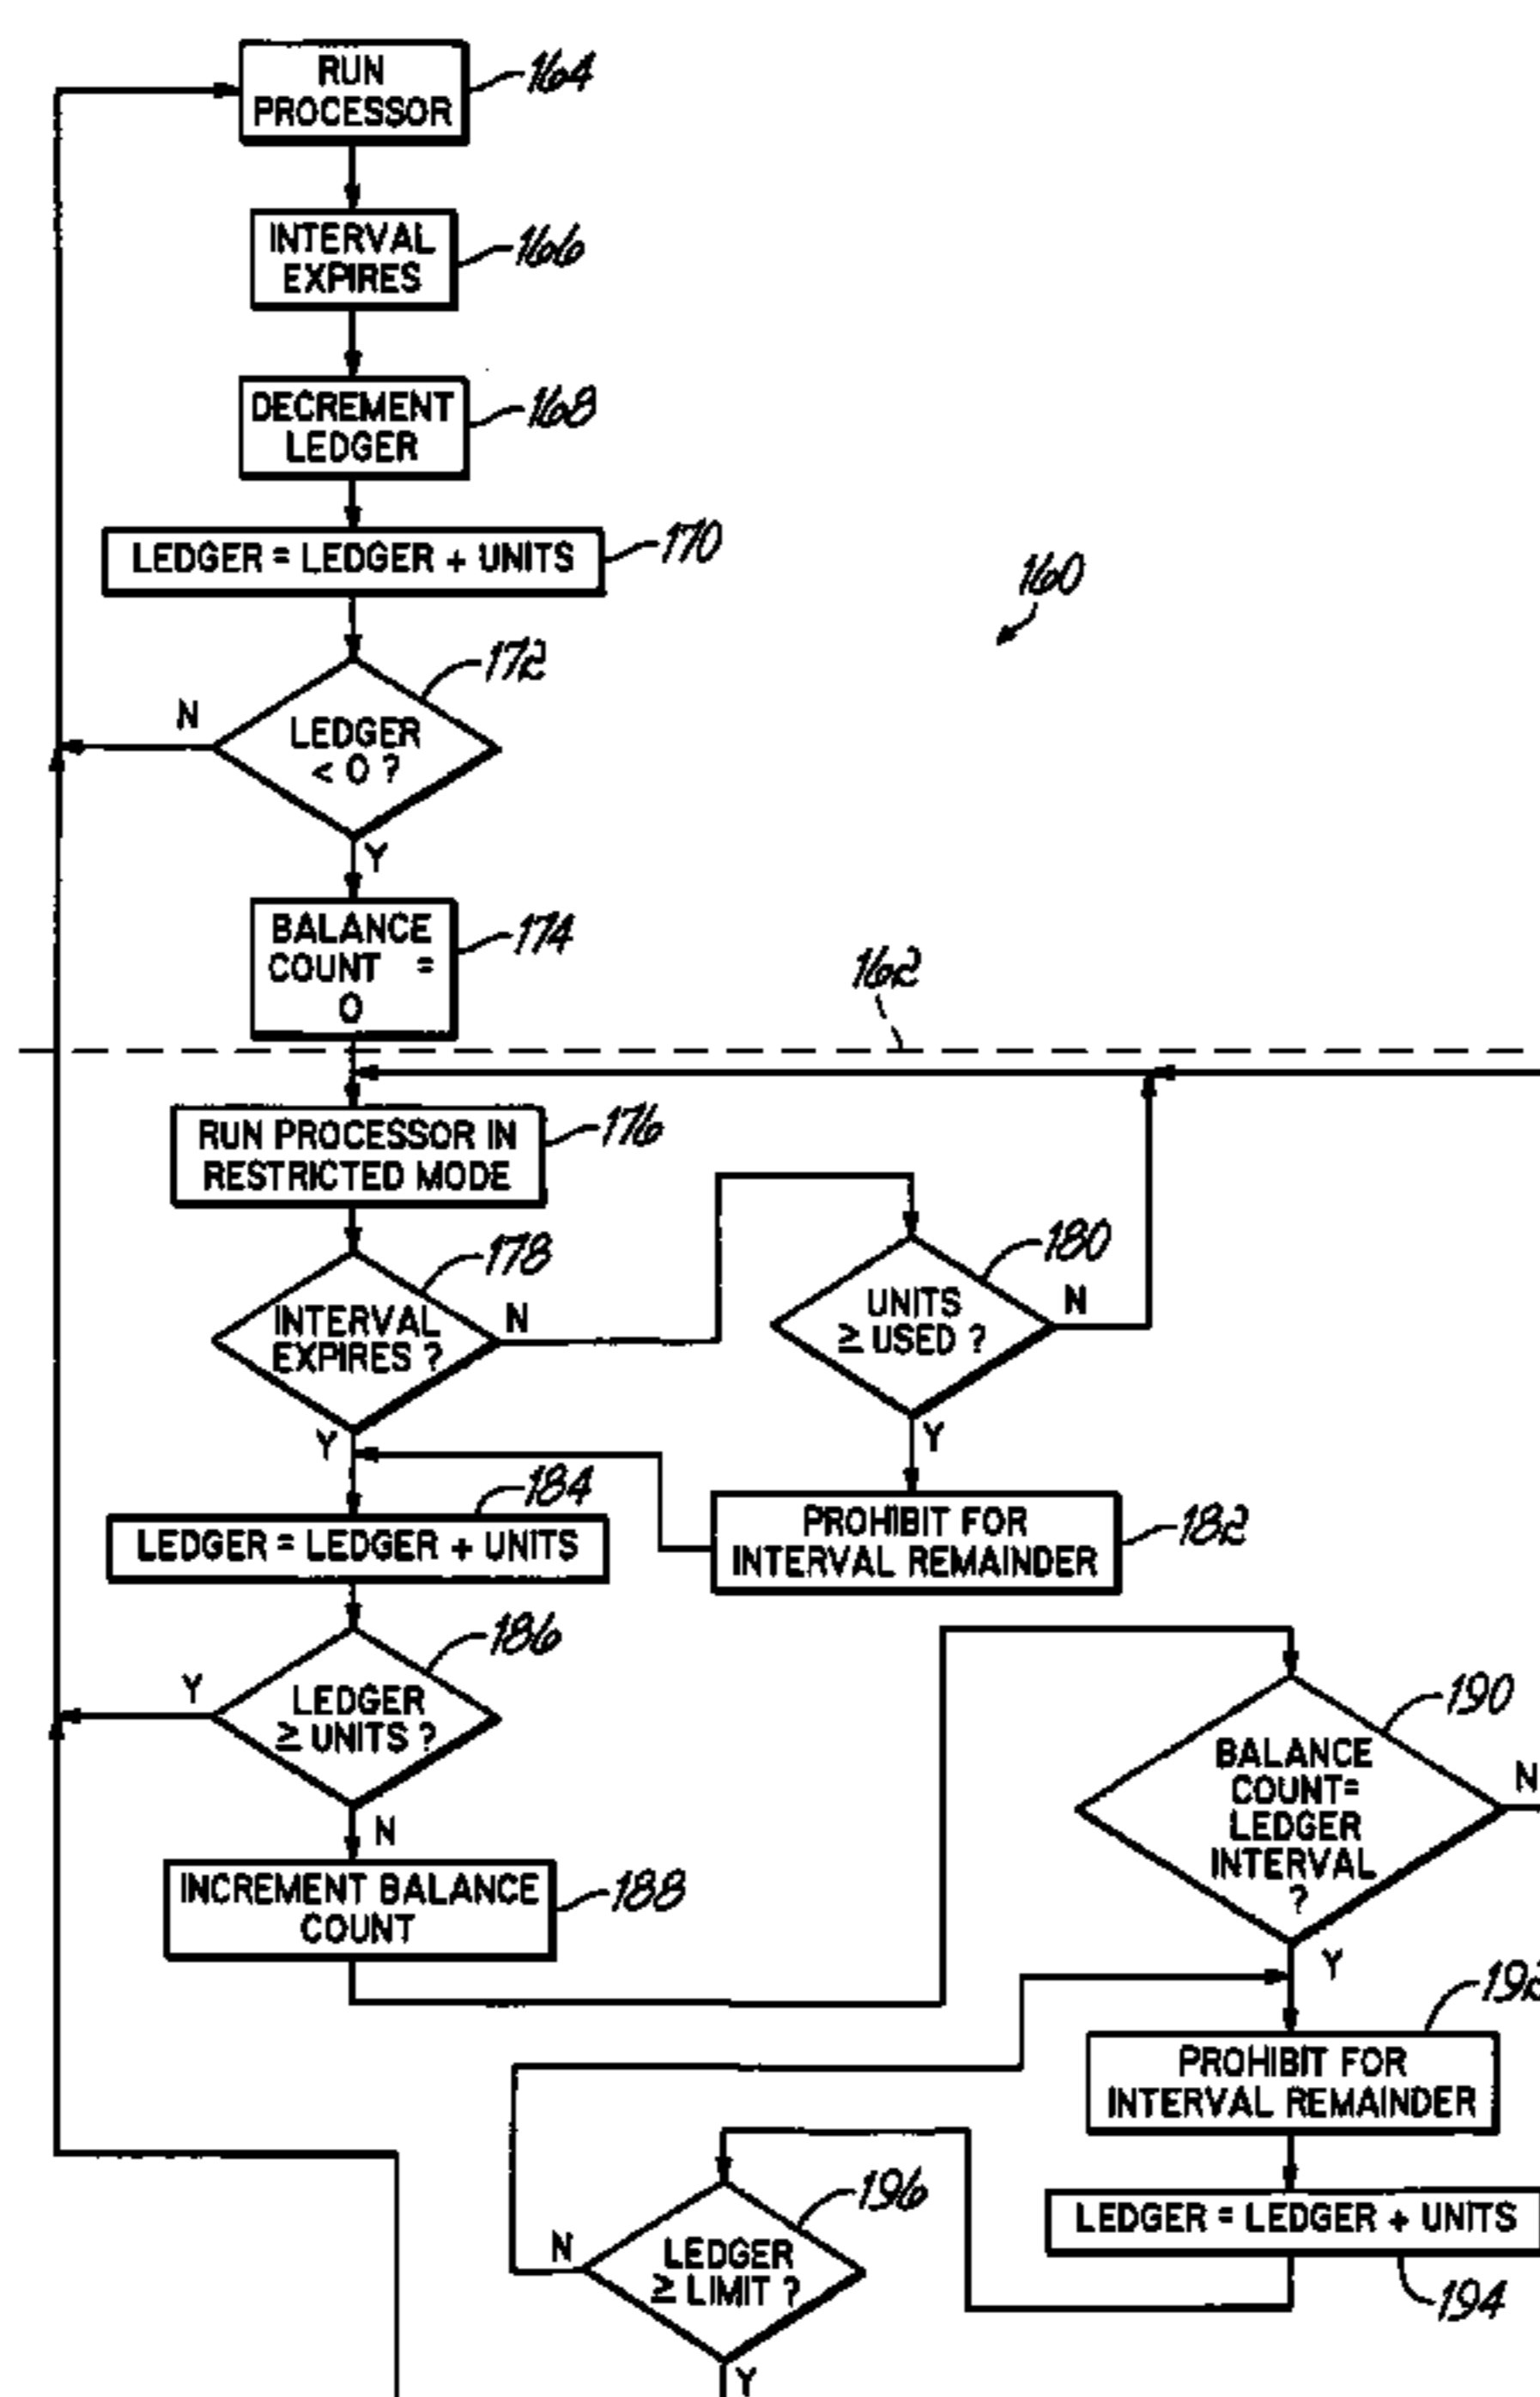 RUN
PROCESSOR
164
INTERVAL
EXPIRES
166
DECREMENT
LEDGER
168
LEDGER = LEDGER + UNITS
170
160
172
N
LEDGER
< 0 ?
Y
BALANCE
COUNT =
0
174
162
RUN PROCESSOR IN
RESTRICTED MODE
176
178
INTERVAL
EXPIRES ?
N
Y
180
UNITS
≥ USED ?
N
Y
184
LEDGER = LEDGER + UNITS
PROHIBIT FOR
INTERVAL REMAINDER
182
186
Y
LEDGER
≥ UNITS ?
N
INCREMENT BALANCE
COUNT
188
190
BALANCE
COUNT=
LEDGER
INTERVAL
?
N
Y
PROHIBIT FOR
INTERVAL REMAINDER
LEDGER = LEDGER + UNITS
194
196
N
LEDGER
≥ LIMIT ?
Y